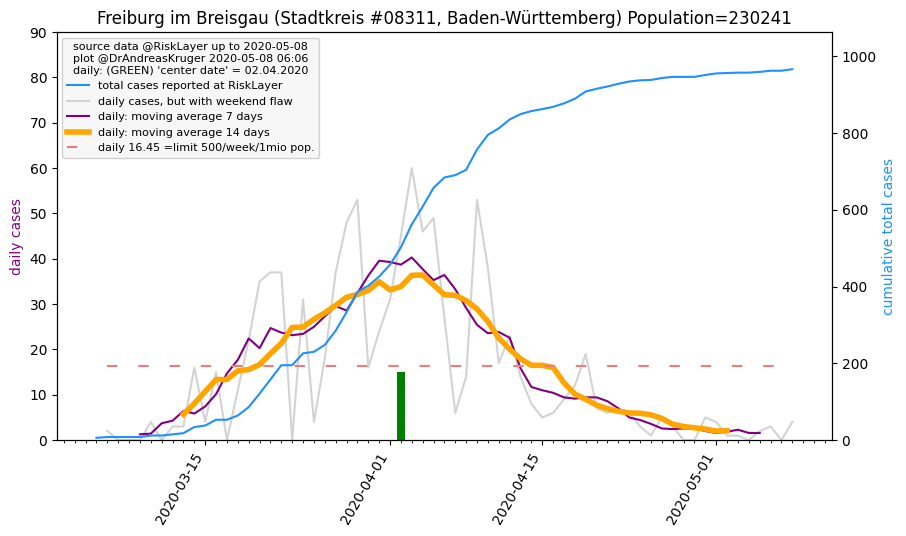 Freiburg im Breisgau (Stadtkreis #08311, Baden-Württemberg) Population=230241
source data @RiskLayer up to 2020-05-08
plot @DrAndreasKruger 2020-05-08 06:06
daily: (GREEN) 'center date' = 02.04.2020
total cases reported at RiskLayer
daily cases, but with weekend flaw
daily: moving average 7 days
daily: moving average 14 days
daily 16.45 =limit 500/week/1mio pop.
daily cases
90
80
70
60
50
40
30
20
10
0
cumulative total cases
1000
800
600
400
200
0
2020-03-15
2020-04-01
2020-04-15
2020-05-01